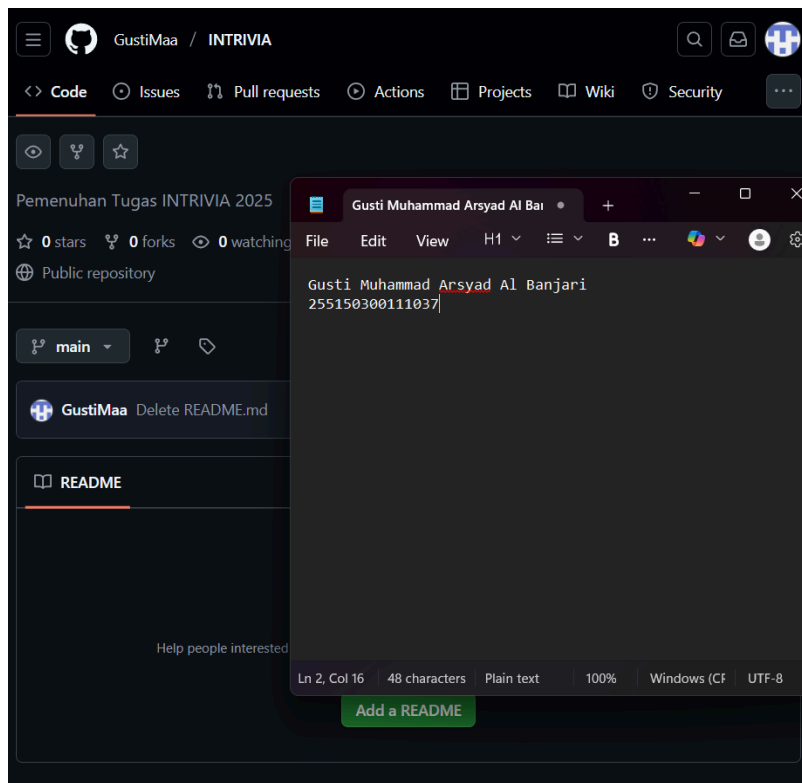 GustiMaa / INTRIVIA
Code Issues Pull requests Actions Projects Wiki Security ...
Pemenuhan Tugas INTRIVIA 2025
0 stars 0 forks 0 watching
Public repository
main
GustiMaa Delete README.md
README
Help people interested
Add a README
Gusti Muhammad Arsyad Al Bai
File Edit View H1 B ...
Gusti Muhammad Arsyad Al Banjari
255150300111037
Ln 2, Col 16 48 characters Plain text 100% Windows (CF UTF-8